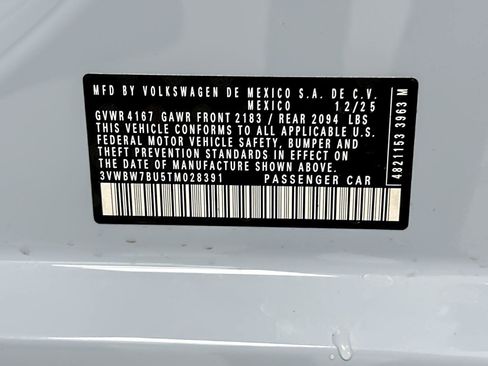 MFD BY VOLKSWAGEN DE MEXICO S.A. DE C.V.
MEXICO 12/25
GVWR 4167 GAWR FRONT 2183 / REAR 2094 LBS
THIS VEHICLE CONFORMS TO ALL APPLICABLE U.S.
FEDERAL MOTOR VEHICLE SAFETY, BUMPER AND
THEFT PREVENTION STANDARDS IN EFFECT ON
THE DATE OF MANUFACTURE SHOWN ABOVE.
3VWBW7BU5TM028391 PASSENGER CAR
4821153 3963 M